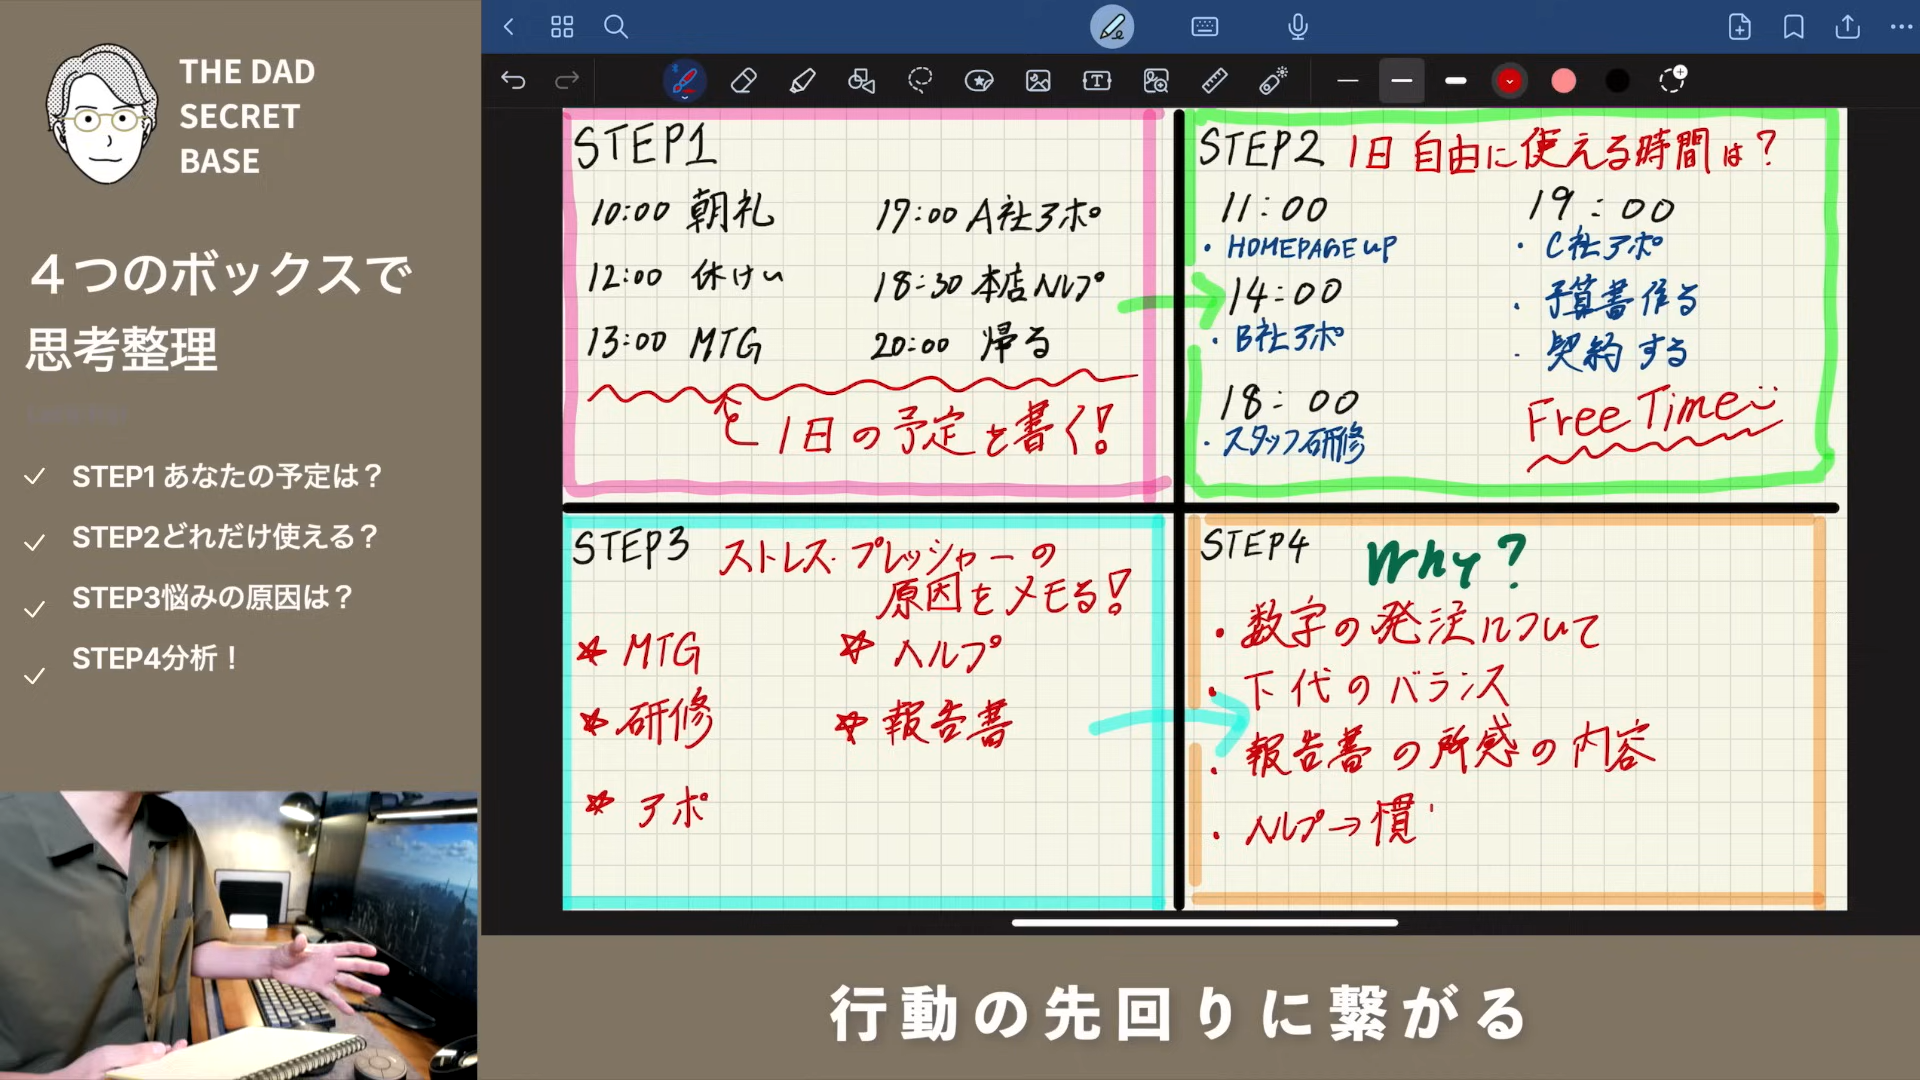 THE DAD
SECRET
BASE
４つのボックスで
思考整理
STEP1 あなたの予定は？
STEP2どれだけ使える？
STEP3悩みの原因は？
STEP4分析！
STEP1
10:00 朝礼
12:00 休けい
13:00 MTG
17:00 A社アポ
18:30 本店ヘルプ
20:00 帰る
1日の予定を書く!
STEP2 1日自由に使える時間は?
11:00
・HOMEPAGE UP
14:00
・B社アポ
18:00
・スタッフ研修
19:00
・C社アポ
・予算書作る
・契約する
Free Time
STEP3 ストレス・プレッシャーの
原因をメモる!
☆ MTG
☆ 研修
☆ アポ
☆ ヘルプ
☆ 報告書
STEP4 Why?
・数字の発注について
・下代のバランス
・報告書の所感の内容
・ヘルプ→慣
行動の先回りに繋がる